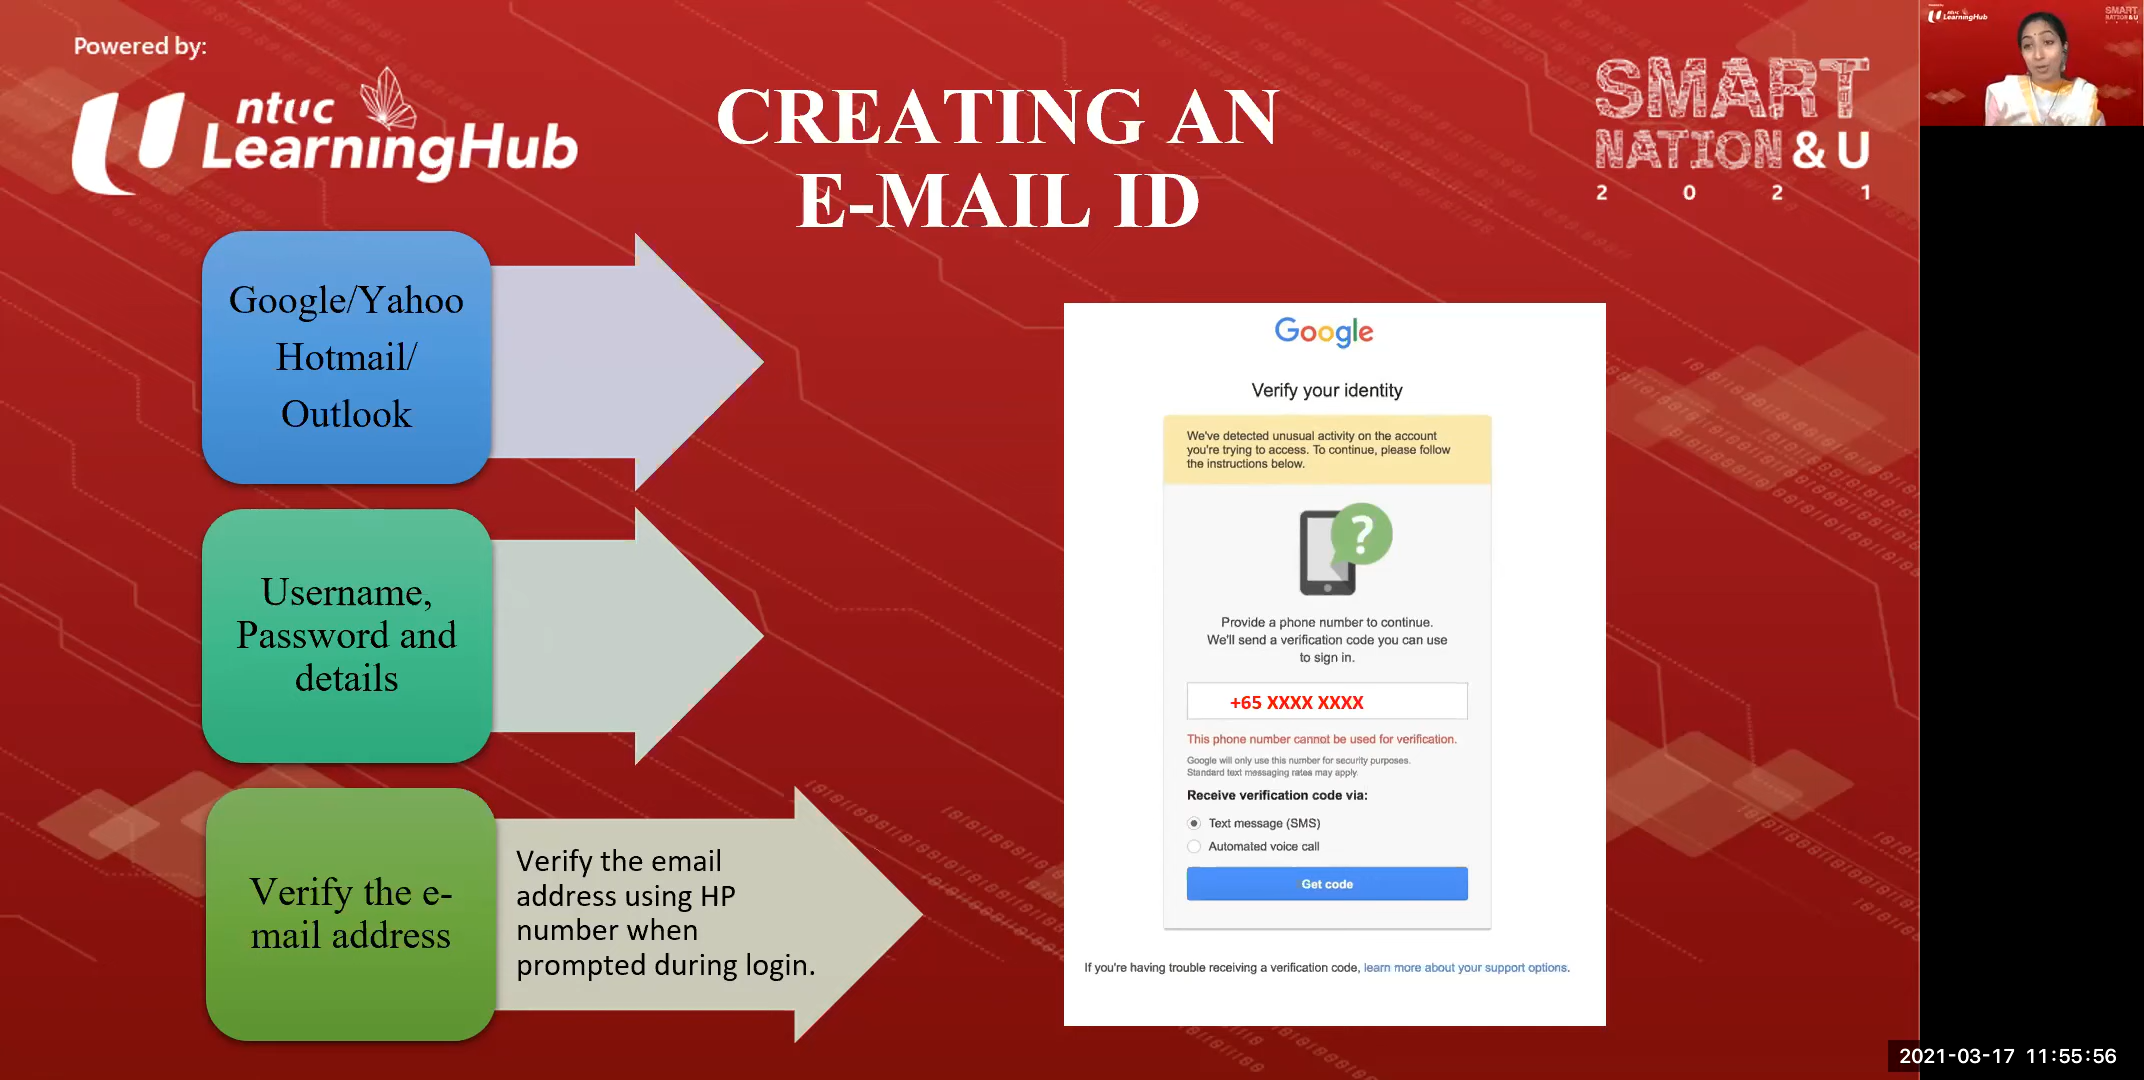 Powered by:
ntuc
LearningHub
CREATING AN
E-MAIL ID
SMART
NATION & U
2 0 2 1
Google/Yahoo
Hotmail/
Outlook
Username,
Password and
details
Verify the e-
mail address
Verify the email
address using HP
number when
prompted during login.
Google
Verify your identity
We've detected unusual activity on the account
you're trying to access. To continue, please follow
the instructions below.
?
Provide a phone number to continue.
We'll send a verification code you can use
to sign in.
+65 XXXX XXXX
This phone number cannot be used for verification.
Google will only use this number for security purposes.
Standard text messaging rates may apply.
Receive verification code via:
Text message (SMS)
Automated voice call
Get code
If you're having trouble receiving a verification code, learn more about your support options.
ntuc
LearningHub
SMART
NATION & U
2021-03-17 11:55:56